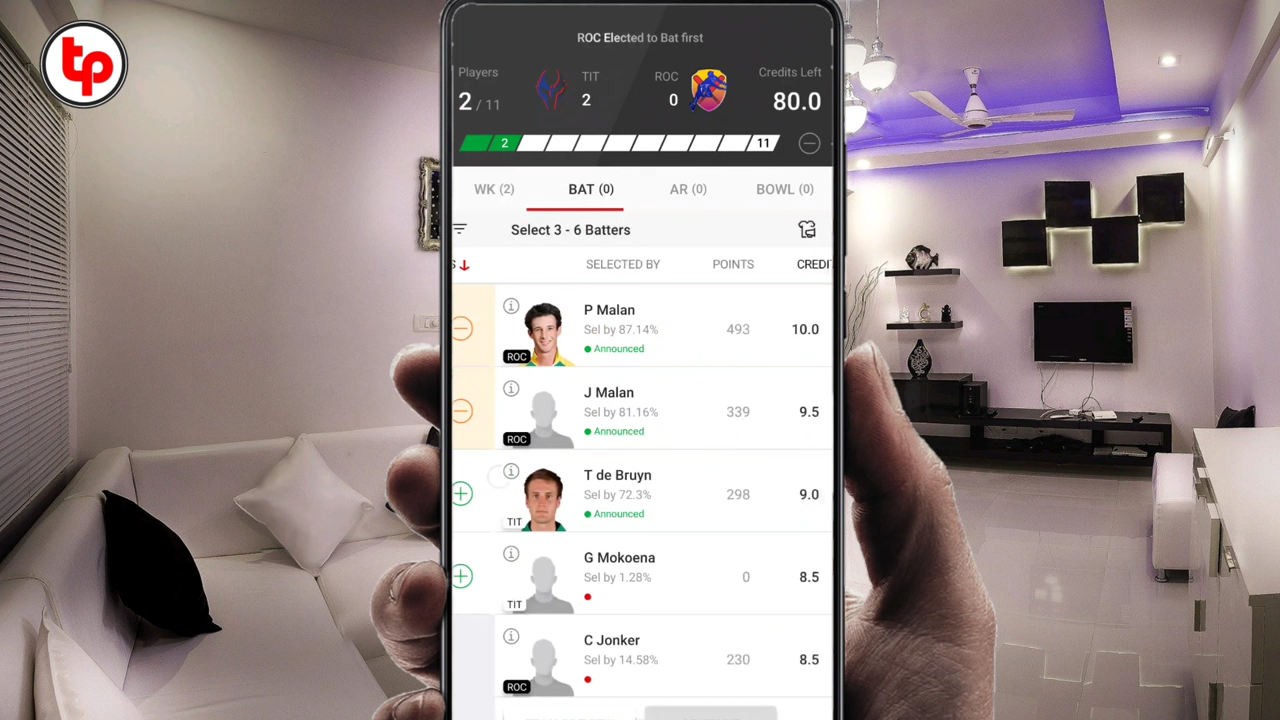 tp
ROC Elected to Bat first
Players
TIT
ROC
Credits Left
2 / 11
2
0
80.0
2
11
WK (2)
BAT (0)
AR (0)
BOWL (0)
Select 3 - 6 Batters
S
SELECTED BY
POINTS
CREDI
P Malan
Sel by 87.14%
493
10.0
Announced
ROC
J Malan
Sel by 81.16%
339
9.5
Announced
ROC
T de Bruyn
Sel by 72.3%
298
9.0
Announced
TIT
G Mokoena
Sel by 1.28%
0
8.5
TIT
C Jonker
Sel by 14.58%
230
8.5
ROC